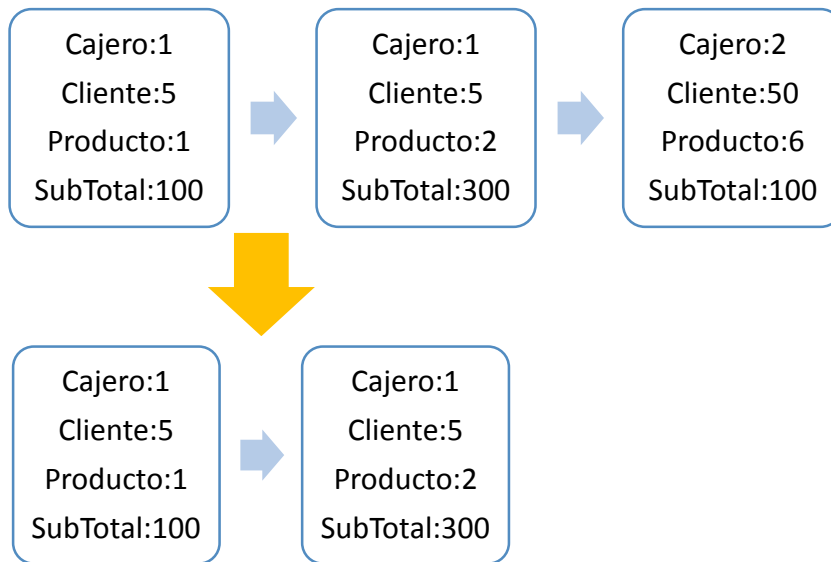 Cajero:1
Cliente:5
Producto:1
SubTotal:100
Cajero:1
Cliente:5
Producto:2
SubTotal:300
Cajero:2
Cliente:50
Producto:6
SubTotal:100
Cajero:1
Cliente:5
Producto:1
SubTotal:100
Cajero:1
Cliente:5
Producto:2
SubTotal:300